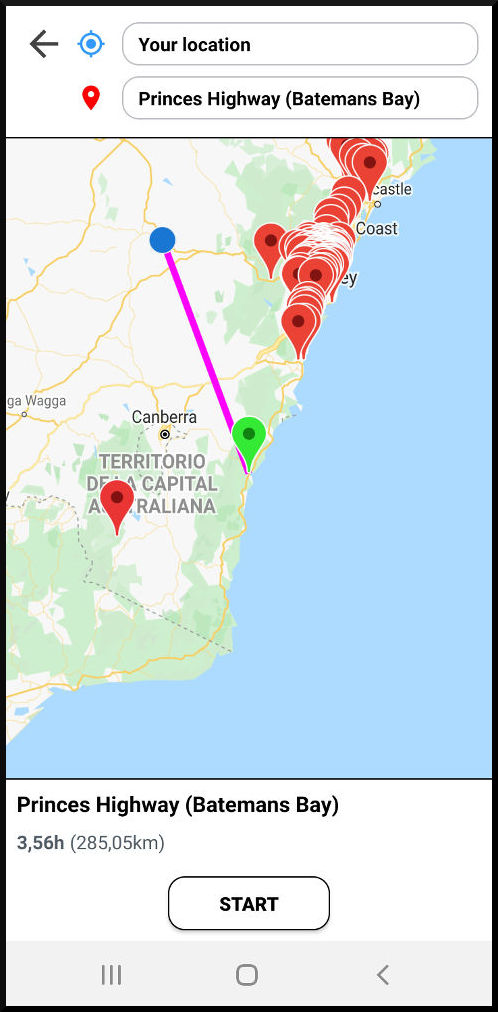 Your location
Princes Highway (Batemans Bay)
castle
Coast
ey
ga Wagga
Canberra
TERRITORIO
DE LA CAPITAL
AUSTRALIANA
Princes Highway (Batemans Bay)
3,56h (285,05km)
START